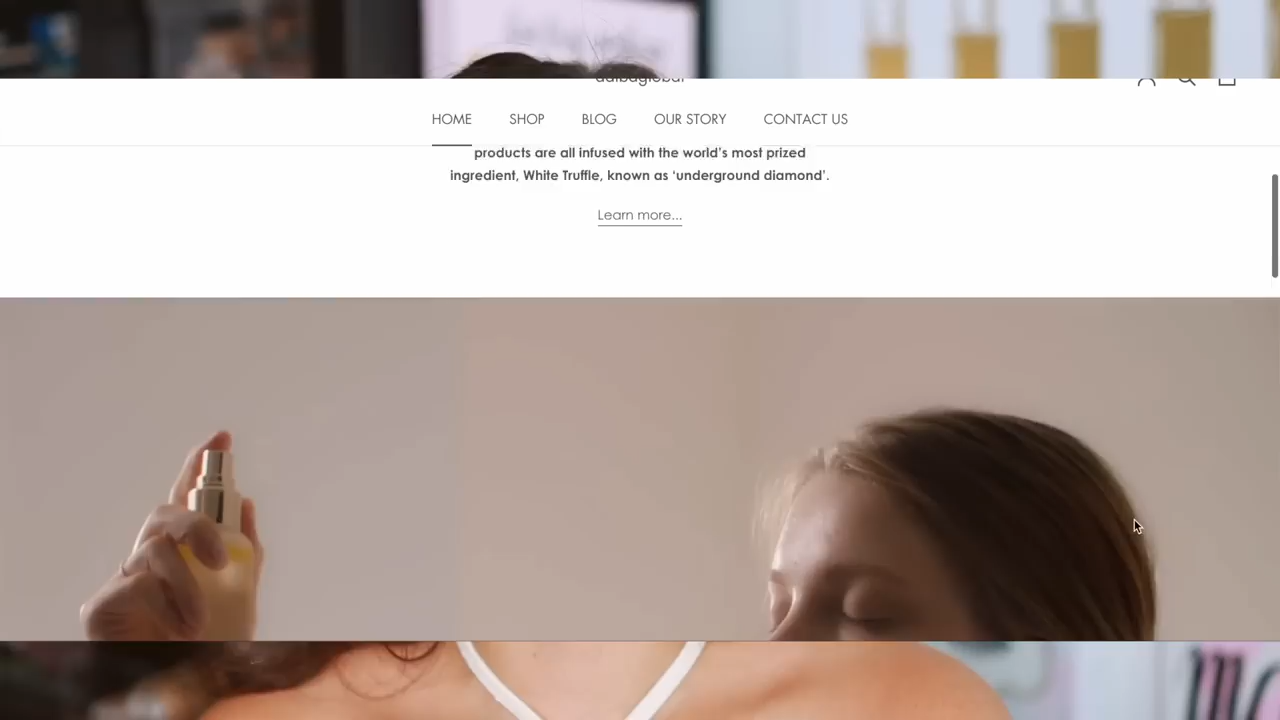 HOME SHOP BLOG OUR STORY CONTACT US
products are all infused with the world's most prized
ingredient, White Truffle, known as 'underground diamond'.
Learn more...